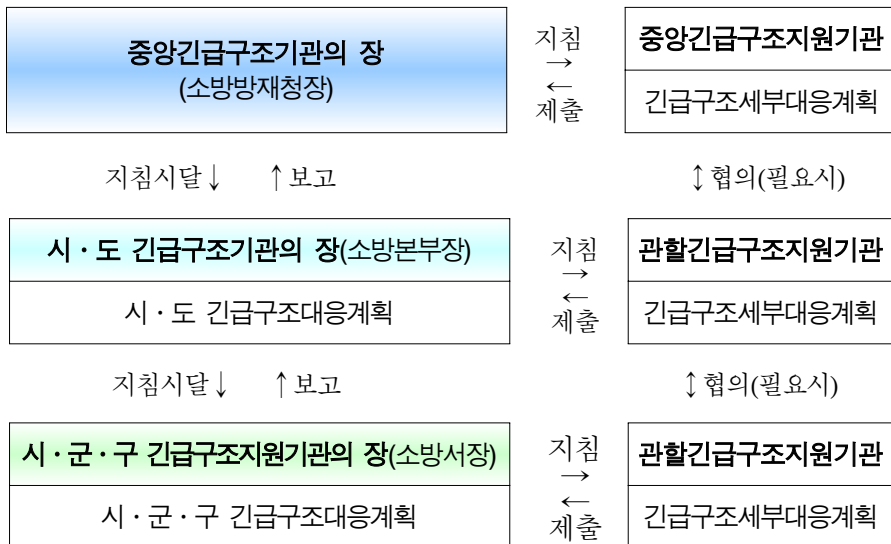 중앙긴급구조기관의 장
(소방방재청장)
지침
→
←
제출
중앙긴급구조지원기관
긴급구조세부대응계획
지침시달↓ ↑보고
↕협의(필요시)
시·도 긴급구조기관의 장(소방본부장)
시·도 긴급구조대응계획
지침
→
←
제출
관할긴급구조지원기관
긴급구조세부대응계획
지침시달↓ ↑보고
↕협의(필요시)
시·군·구 긴급구조지원기관의 장(소방서장)
시·군·구 긴급구조대응계획
지침
→
←
제출
관할긴급구조지원기관
긴급구조세부대응계획